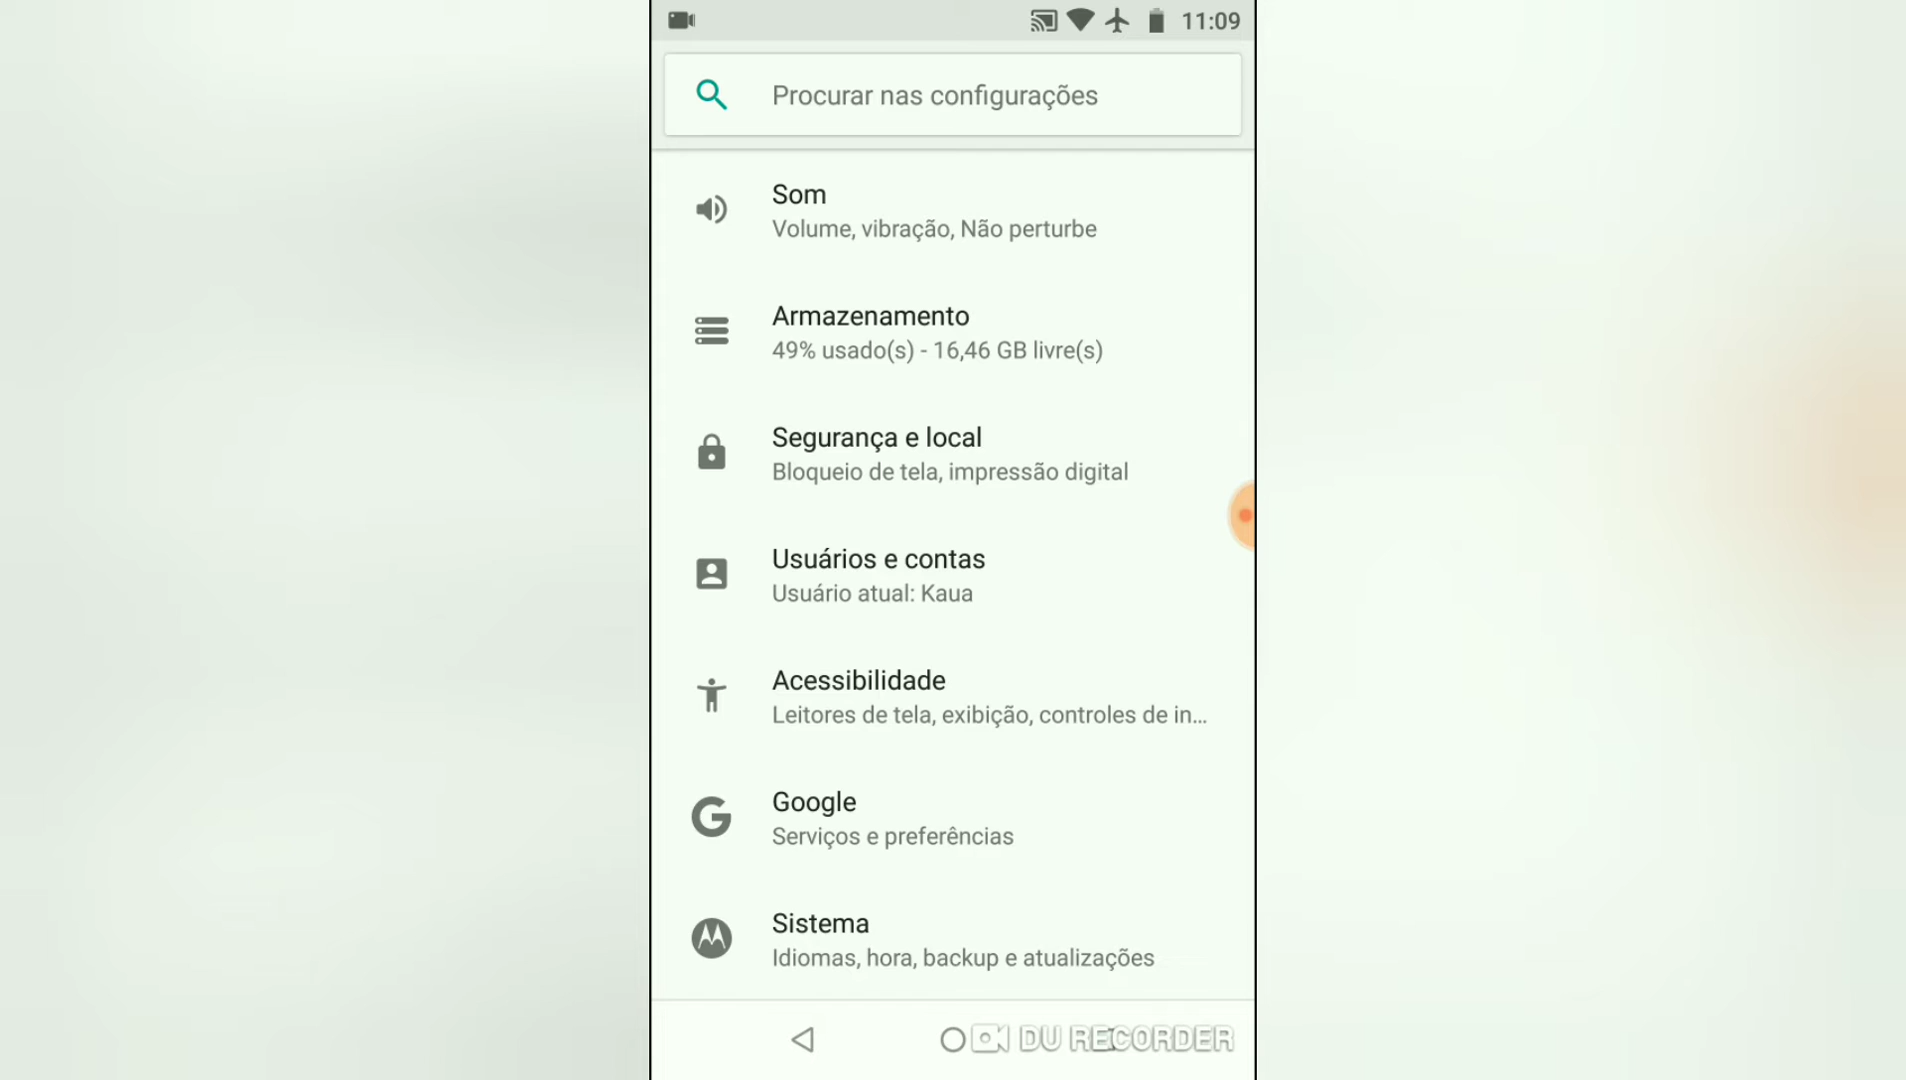 11:09
Procurar nas configurações
Som
Volume, vibração, Não perturbe
Armazenamento
49% usado(s) - 16,46 GB livre(s)
Segurança e local
Bloqueio de tela, impressão digital
Usuários e contas
Usuário atual: Kaua
Acessibilidade
Leitores de tela, exibição, controles de in...
Google
Serviços e preferências
Sistema
Idiomas, hora, backup e atualizações
DU RECORDER